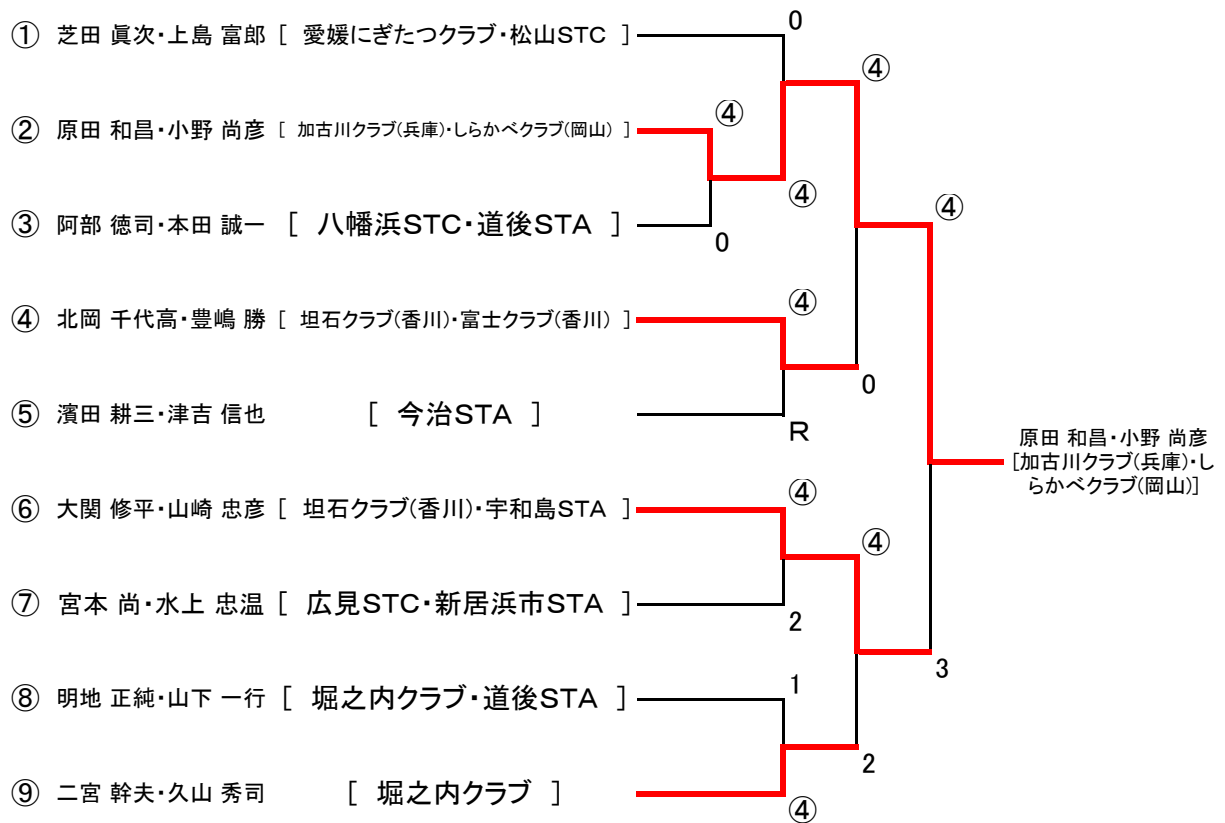 ① 芝田 眞次・上島 富郎 [ 愛媛にぎたつクラブ・松山STC ]
0
④
② 原田 和昌・小野 尚彦 [ 加古川クラブ(兵庫)・しらかべクラブ(岡山) ]
④
④
③ 阿部 徳司・本田 誠一 [ 八幡浜STC・道後STA ]
0
④
④ 北岡 千代高・豊嶋 勝 [ 坦石クラブ(香川)・富士クラブ(香川) ]
④
0
⑤ 濱田 耕三・津吉 信也 [ 今治STA ]
R
原田 和昌・小野 尚彦
[加古川クラブ(兵庫)・し
らかべクラブ(岡山)]
⑥ 大関 修平・山崎 忠彦 [ 坦石クラブ(香川)・宇和島STA ]
④
④
⑦ 宮本 尚・水上 忠温 [ 広見STC・新居浜市STA ]
2
3
⑧ 明地 正純・山下 一行 [ 堀之内クラブ・道後STA ]
1
2
⑨ 二宮 幹夫・久山 秀司 [ 堀之内クラブ ]
④